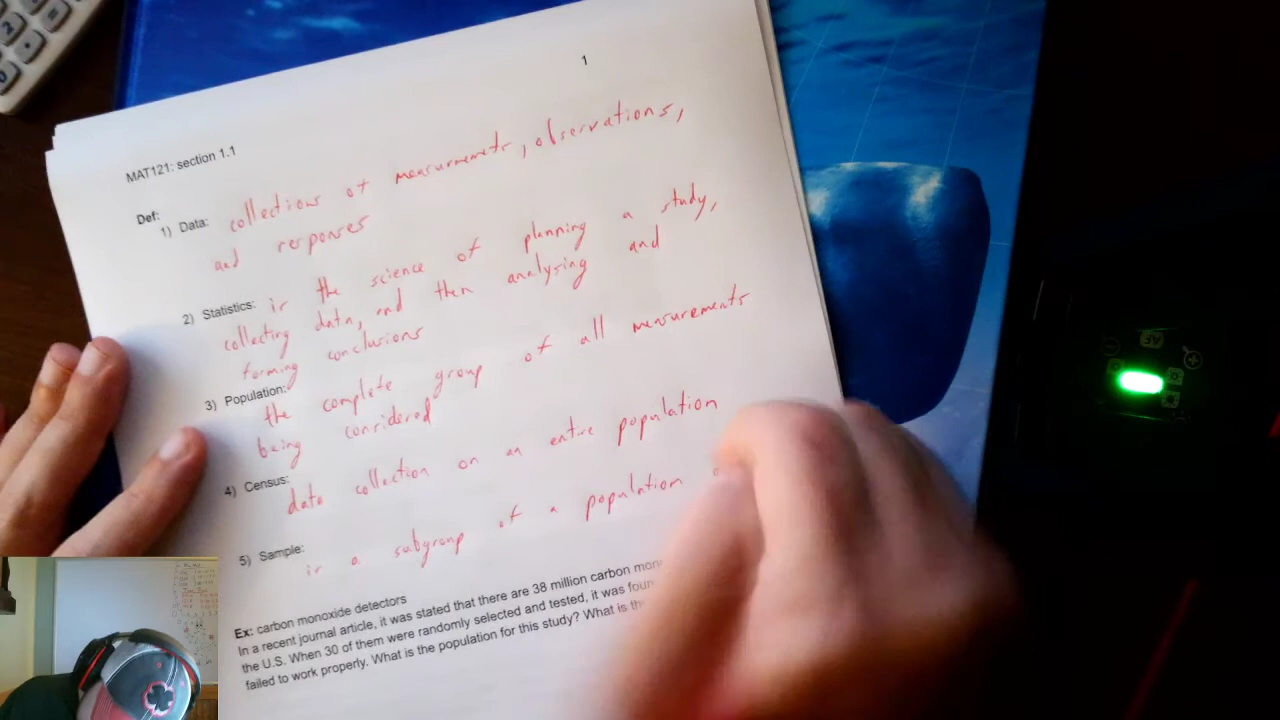 1
MAT121: section 1.1
Def:
1) Data: collections of measurements, observations,
and responses
2) Statistics: is the science of planning a study,
collecting data, and then analysing and
forming conclusions
3) Population: the complete group of all measurements
being considered
4) Census: data collection on an entire population
5) Sample: is a subgroup of a population
Ex: carbon monoxide detectors
In a recent journal article, it was stated that there are 38 million carbon
the U.S. When 30 of them were randomly selected and tested, it was
failed to work properly. What is the population for this study? What is